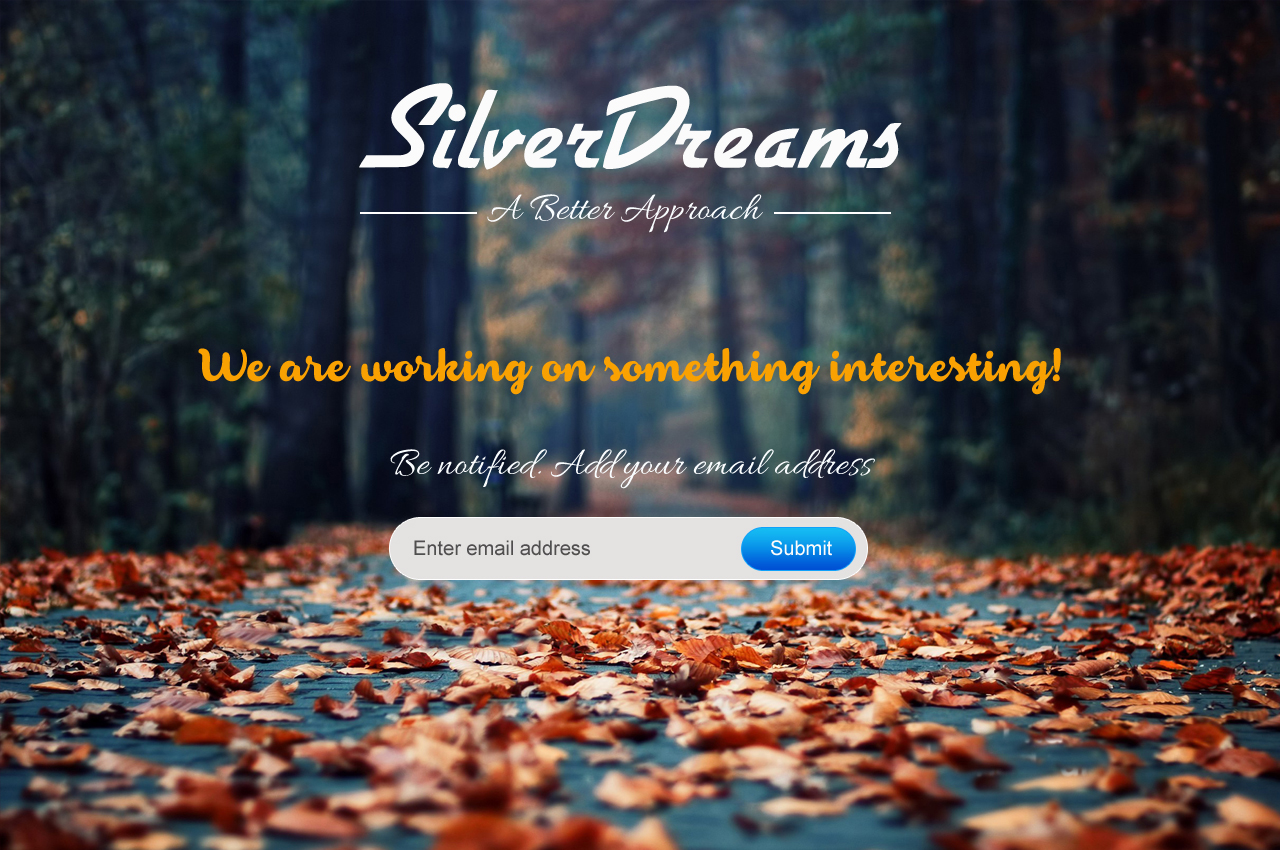 SilverDreams
A Better Approach
We are working on something interesting!
Be notified. Add your email address
Enter email address Submit